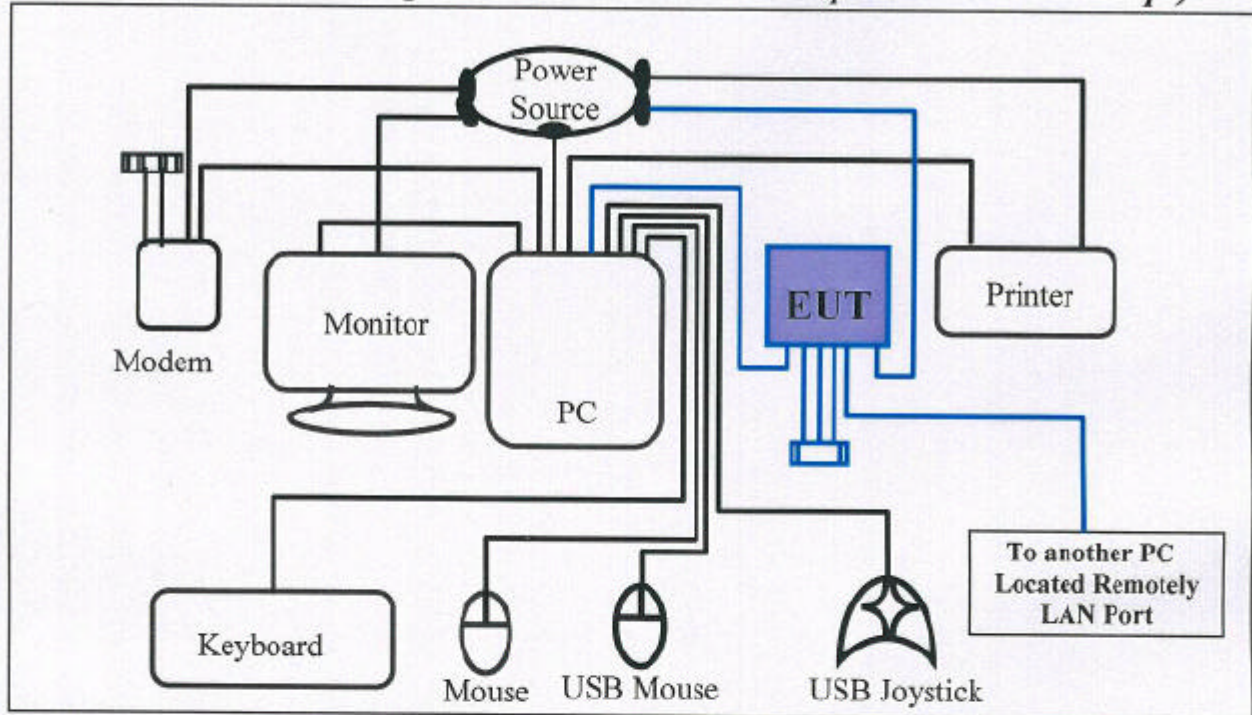 Power
Source
EUT
Printer
Monitor
Modem
PC
To another PC
Located Remotely
LAN Port
Keyboard
Mouse
USB Mouse
USB Joystick